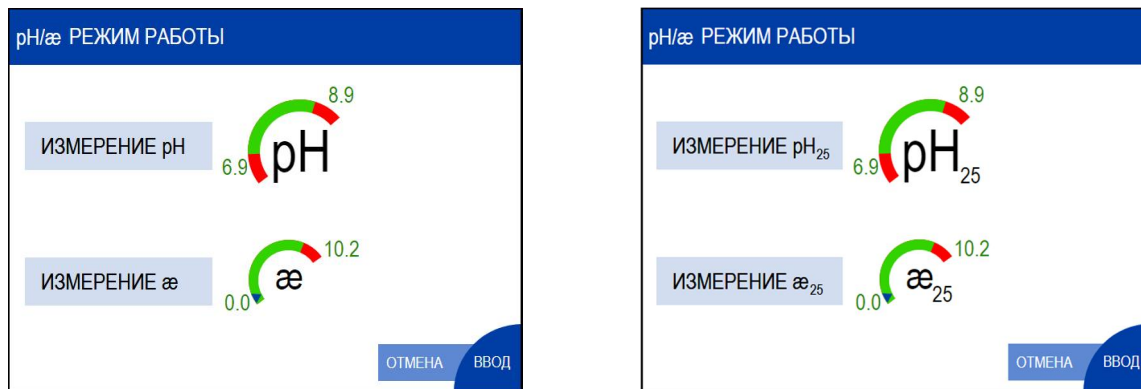 pH/æ РЕЖИМ РАБОТЫ
8.9
ИЗМЕРЕНИЕ pH
pH
6.9
10.2
ИЗМЕРЕНИЕ æ
æ
0.0
ОТМЕНА ВВОД
pH/æ РЕЖИМ РАБОТЫ
8.9
ИЗМЕРЕНИЕ pH₂₅
pH₂₅
6.9
10.2
ИЗМЕРЕНИЕ æ₂₅
æ₂₅
0.0
ОТМЕНА ВВОД